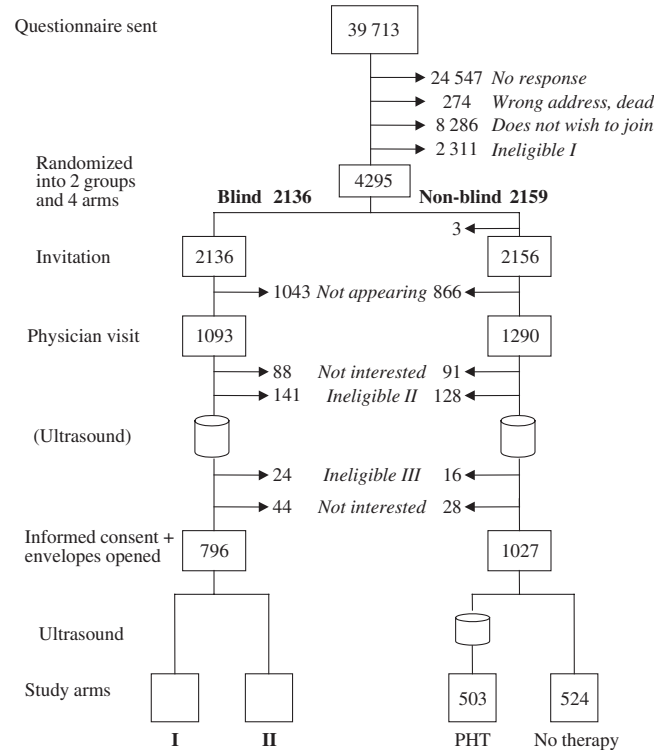 Questionnaire sent
39 713
24 547 No response
274 Wrong address, dead
8 286 Does not wish to join
2 311 Ineligible I
Randomized
into 2 groups
and 4 arms
4295
Blind 2136
Non-blind 2159
3
Invitation
2136
2156
1043 Not appearing 866
Physician visit
1093
1290
88 Not interested 91
141 Ineligible II 128
(Ultrasound)
24 Ineligible III 16
44 Not interested 28
Informed consent +
envelopes opened
796
1027
Ultrasound
Study arms
503
524
I
II
PHT
No therapy